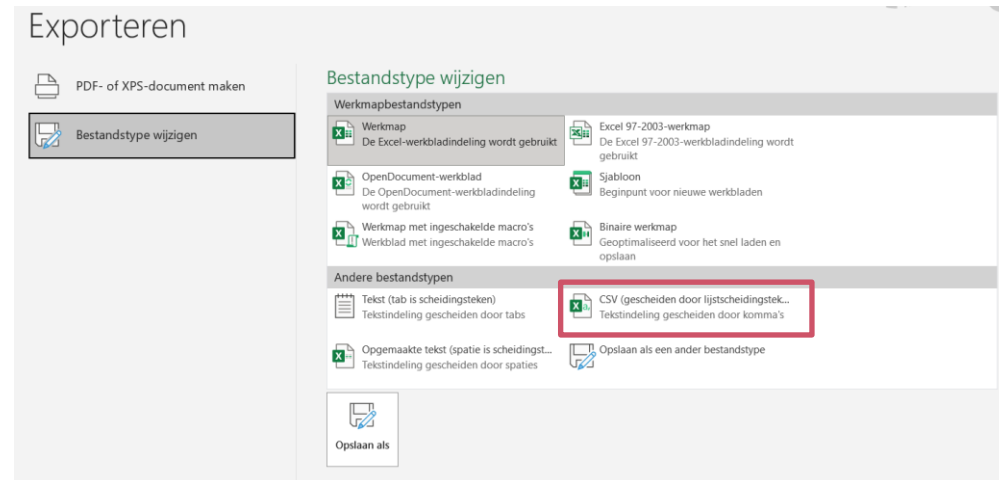 Exporteren
PDF- of XPS-document maken
Bestandstype wijzigen
Bestandstype wijzigen
Werkmapbestandstypen
Werkmap
De Excel-werkbladindeling wordt gebruikt
Excel 97-2003-werkmap
De Excel 97-2003-werkbladindeling wordt
gebruikt
OpenDocument-werkblad
De OpenDocument-werkbladindeling
wordt gebruikt
Sjabloon
Beginpunt voor nieuwe werkbladen
Werkmap met ingeschakelde macro's
Werkblad met ingeschakelde macro's
Binaire werkmap
Geoptimaliseerd voor het snel laden en
opslaan
Andere bestandstypen
Tekst (tab is scheidingsteken)
Tekstindeling gescheiden door tabs
CSV (gescheiden door lijstscheidingstek...
Tekstindeling gescheiden door komma's
Opgemaakte tekst (spatie is scheidingst...
Tekstindeling gescheiden door spaties
Opslaan als een ander bestandstype
Opslaan als